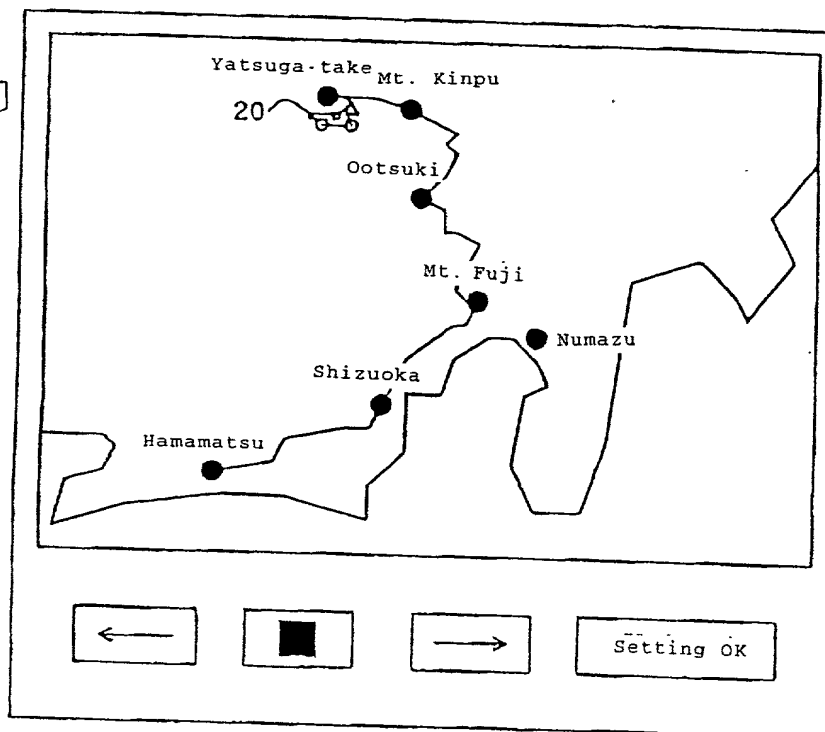 Yatsuga-take
Mt. Kinpu
20
Ootsuki
Mt. Fuji
Numazu
Shizuoka
Hamamatsu
Setting OK